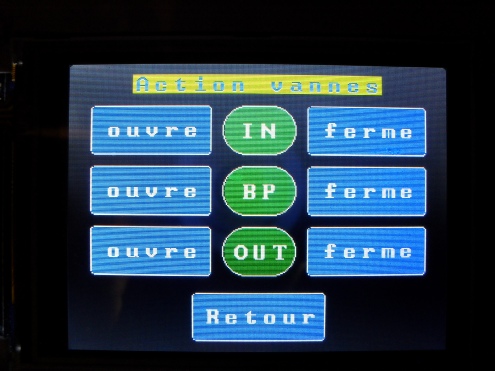 Action vannes
ouvre IN ferme
ouvre BP ferme
ouvre OUT ferme
Retour